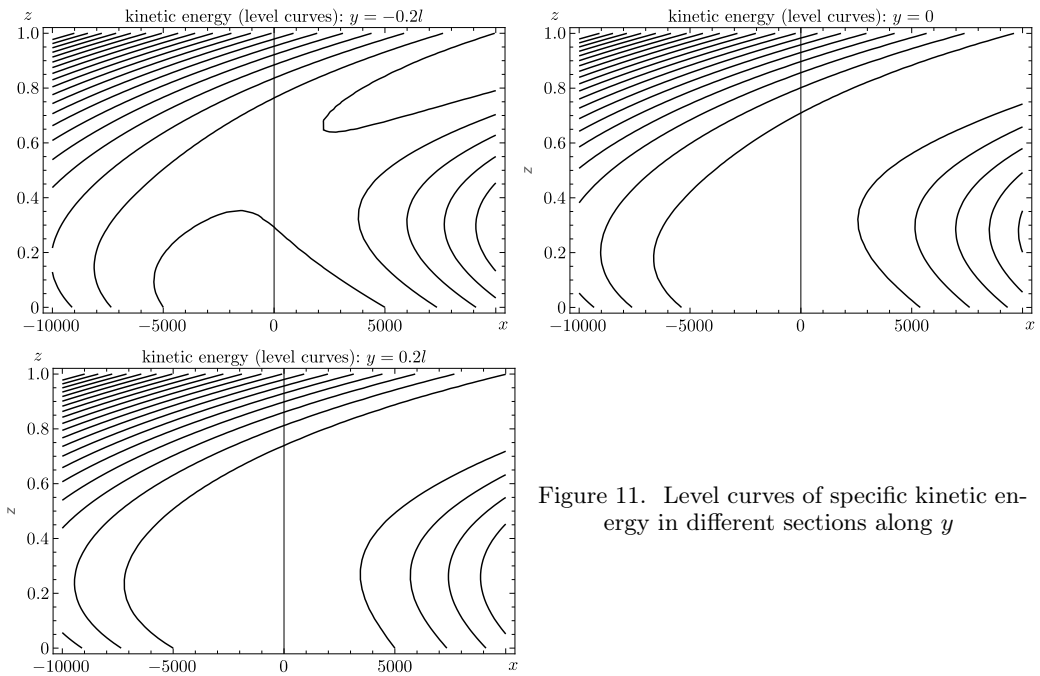 z kinetic energy (level curves): y = −0.2l
1.0
0.8
0.6
0.4
0.2
0
−10000 −5000 0 5000 x
z kinetic energy (level curves): y = 0
1.0
0.8
0.6
z
0.4
0.2
0
−10000 −5000 0 5000 x
z kinetic energy (level curves): y = 0.2l
1.0
0.8
0.6
z
0.4
0.2
0
−10000 −5000 0 5000 x
Figure 11. Level curves of specific kinetic en-
ergy in different sections along y